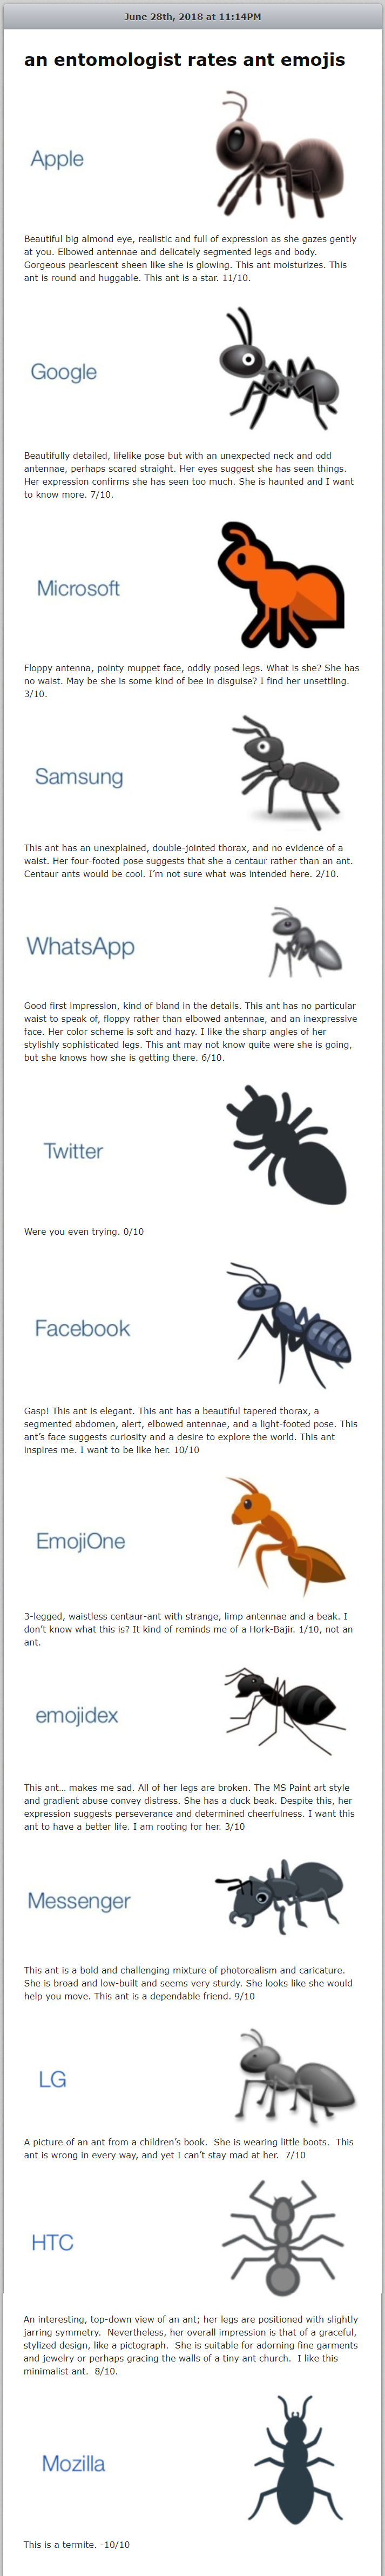 June 28th, 2018 at 11:14PM
an entomologist rates ant emojis
Apple
Beautiful big almond eye, realistic and full of expression as she gazes gently
at you. Elbowed antennae and delicately segmented legs and body.
Gorgeous pearlescent sheen like she is glowing. This ant moisturizes. This
ant is round and huggable. This ant is a star. 11/10.
Google
Beautifully detailed, lifelike pose but with an unexpected neck and odd
antennae, perhaps scared straight. Her eyes suggest she has seen things.
Her expression confirms she has seen too much. She is haunted and I want
to know more. 7/10.
Microsoft
Floppy antenna, pointy muppet face, oddly posed legs. What is she? She has
no waist. May be she is some kind of bee in disguise? I find her unsettling.
3/10.
Samsung
This ant has an unexplained, double-jointed thorax, and no evidence of a
waist. Her four-footed pose suggests that she a centaur rather than an ant.
Centaur ants would be cool. I'm not sure what was intended here. 2/10.
WhatsApp
Good first impression, kind of bland in the details. This ant has no particular
waist to speak of, floppy rather than elbowed antennae, and an inexpressive
face. Her color scheme is soft and hazy. I like the sharp angles of her
stylishly sophisticated legs. This ant may not know quite were she is going,
but she knows how she is getting there. 6/10.
Twitter
Were you even trying. 0/10
Facebook
Gasp! This ant is elegant. This ant has a beautiful tapered thorax, a
segmented abdomen, alert, elbowed antennae, and a light-footed pose. This
ant's face suggests curiosity and a desire to explore the world. This ant
inspires me. I want to be like her. 10/10
EmojiOne
3-legged, waistless centaur-ant with strange, limp antennae and a beak. I
don't know what this is? It kind of reminds me of a Hork-Bajir. 1/10, not an
ant.
emojidex
This ant... makes me sad. All of her legs are broken. The MS Paint art style
and gradient abuse convey distress. She has a duck beak. Despite this, her
expression suggests perseverance and determined cheerfulness. I want this
ant to have a better life. I am rooting for her. 3/10
Messenger
This ant is a bold and challenging mixture of photorealism and caricature.
She is broad and low-built and seems very sturdy. She looks like she would
help you move. This ant is a dependable friend. 9/10
LG
A picture of an ant from a children's book. She is wearing little boots. This
ant is wrong in every way, and yet I can't stay mad at her. 7/10
HTC
An interesting, top-down view of an ant; her legs are positioned with slightly
jarring symmetry. Nevertheless, her overall impression is that of a graceful,
stylized design, like a pictograph. She is suitable for adorning fine garments
and jewelry or perhaps gracing the walls of a tiny ant church. I like this
minimalist ant. 8/10.
Mozilla
This is a termite. -10/10